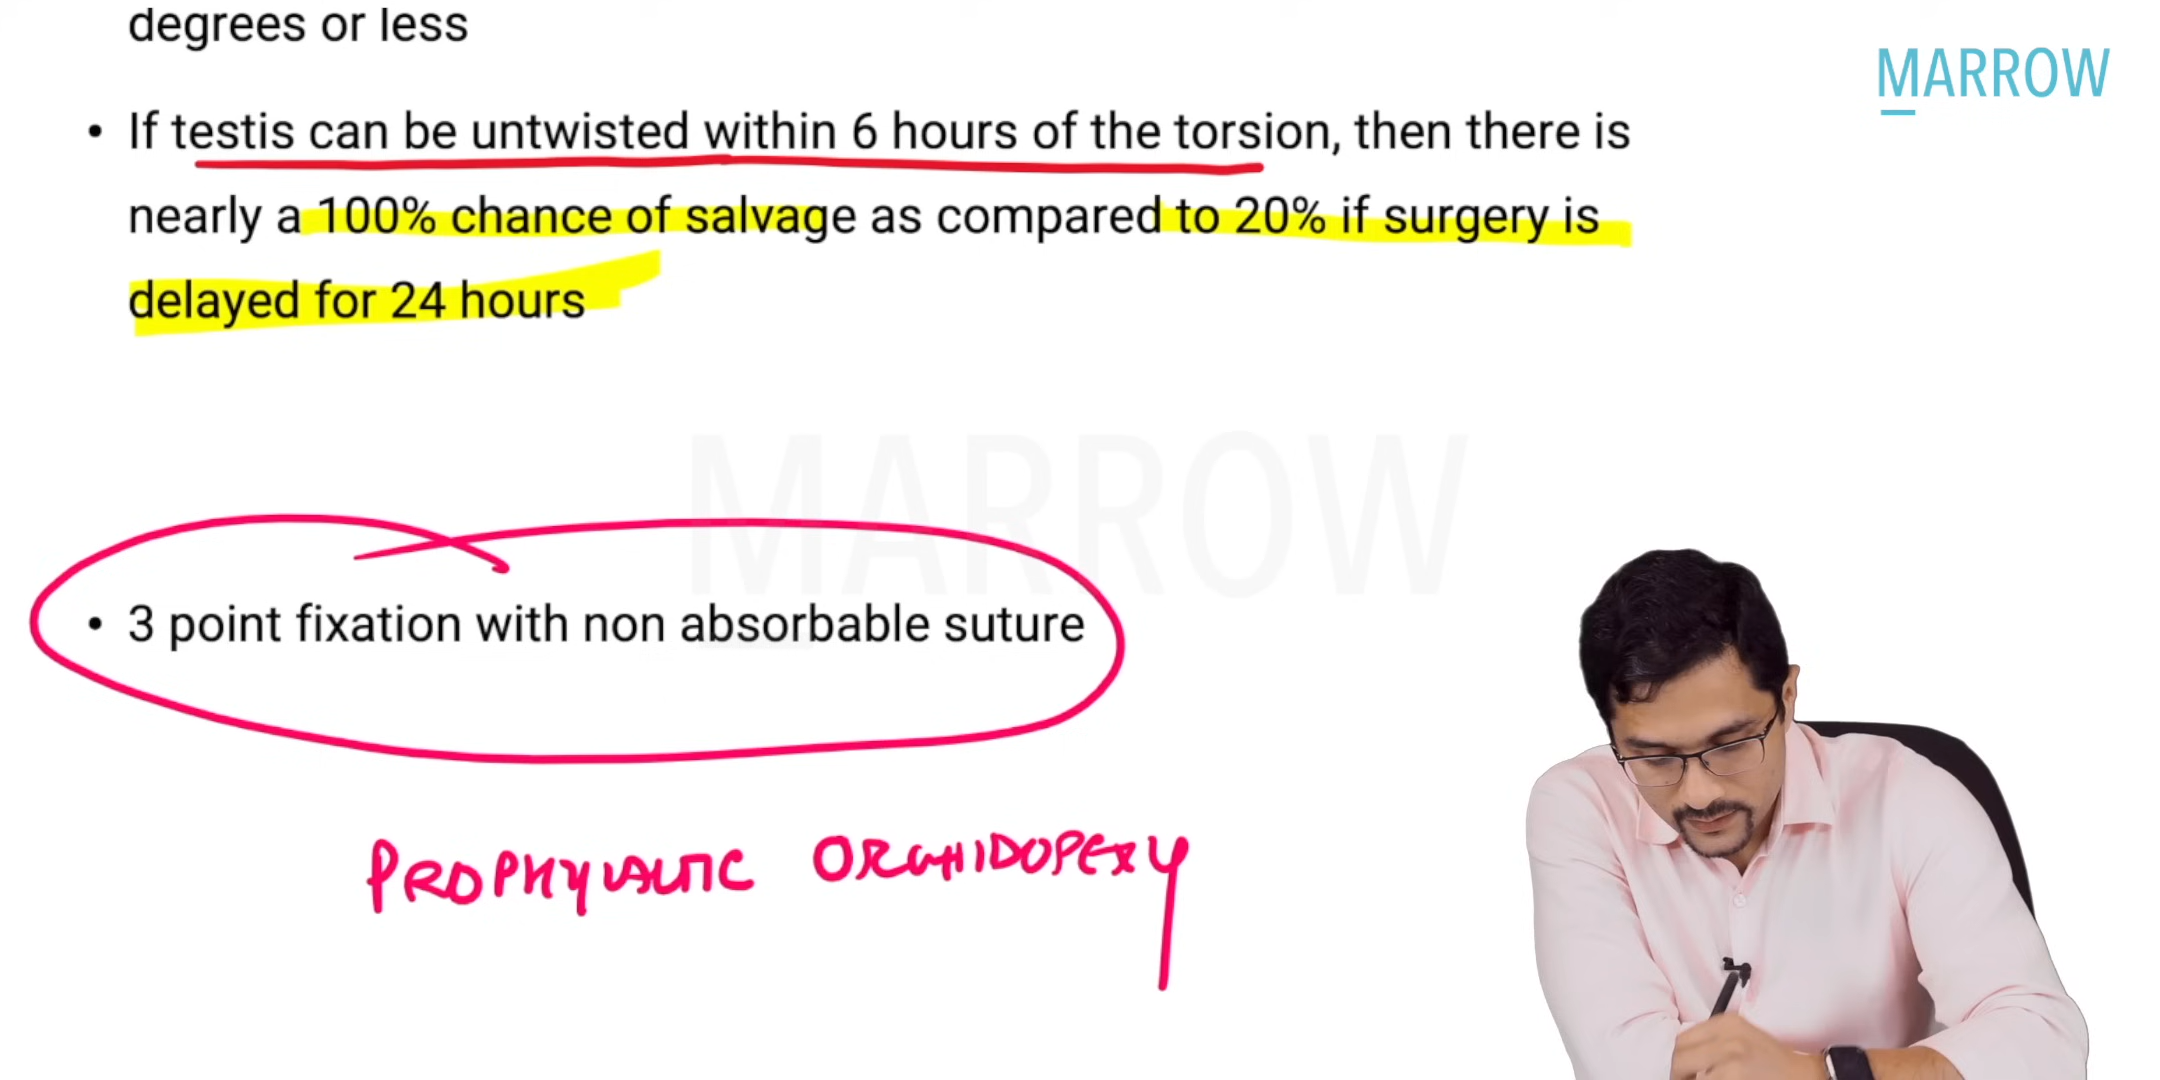 degrees or less
MARROW
• If testis can be untwisted within 6 hours of the torsion, then there is
nearly a 100% chance of salvage as compared to 20% if surgery is
delayed for 24 hours
MARROW
• 3 point fixation with non absorbable suture
PROPHYLACTIC ORCHIDOPEXY